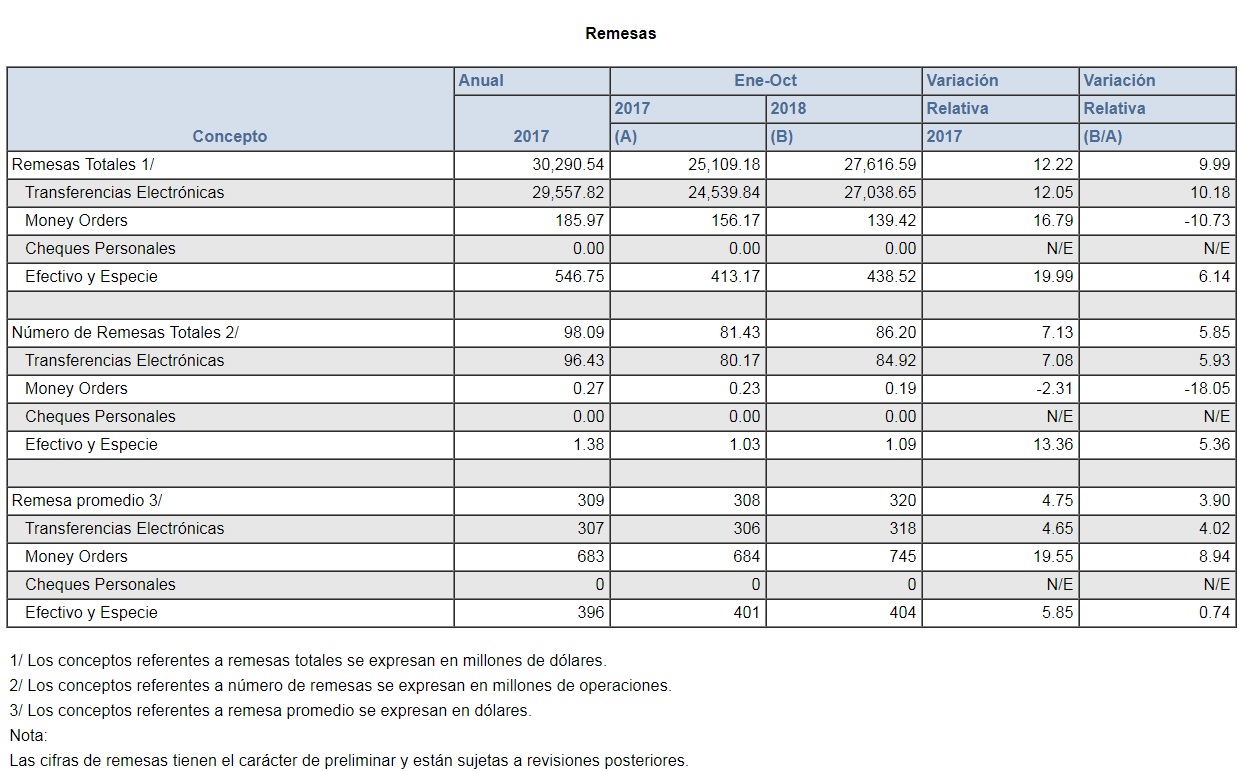 Remesas
Anual Ene-Oct Variación Variación
2017 2018 Relativa Relativa
Concepto 2017 (A) (B) 2017 (B/A)
Remesas Totales 1/ 30,290.54 25,109.18 27,616.59 12.22 9.99
Transferencias Electrónicas 29,557.82 24,539.84 27,038.65 12.05 10.18
Money Orders 185.97 156.17 139.42 16.79 -10.73
Cheques Personales 0.00 0.00 0.00 N/E N/E
Efectivo y Especie 546.75 413.17 438.52 19.99 6.14
Número de Remesas Totales 2/ 98.09 81.43 86.20 7.13 5.85
Transferencias Electrónicas 96.43 80.17 84.92 7.08 5.93
Money Orders 0.27 0.23 0.19 -2.31 -18.05
Cheques Personales 0.00 0.00 0.00 N/E N/E
Efectivo y Especie 1.38 1.03 1.09 13.36 5.36
Remesa promedio 3/ 309 308 320 4.75 3.90
Transferencias Electrónicas 307 306 318 4.65 4.02
Money Orders 683 684 745 19.55 8.94
Cheques Personales 0 0 0 N/E N/E
Efectivo y Especie 396 401 404 5.85 0.74
1/ Los conceptos referentes a remesas totales se expresan en millones de dólares.
2/ Los conceptos referentes a número de remesas se expresan en millones de operaciones.
3/ Los conceptos referentes a remesa promedio se expresan en dólares.
Nota:
Las cifras de remesas tienen el carácter de preliminar y están sujetas a revisiones posteriores.